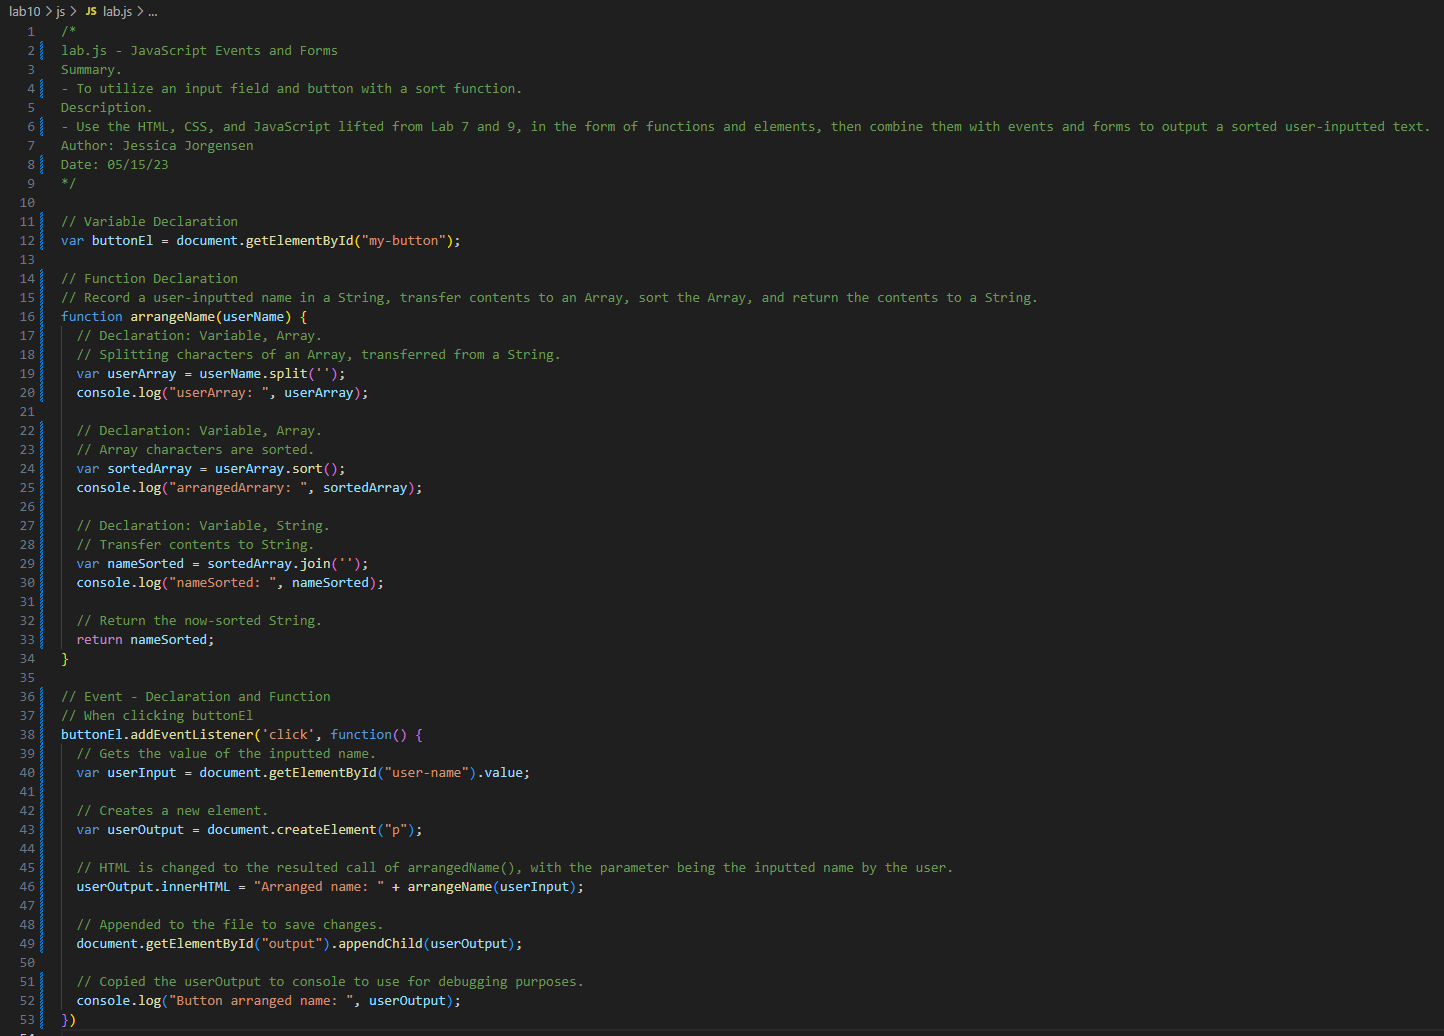 lab10 > js > JS lab.js > ...
1 /*
2 lab.js - JavaScript Events and Forms
3 Summary.
4 - To utilize an input field and button with a sort function.
5 Description.
6 - Use the HTML, CSS, and JavaScript lifted from Lab 7 and 9, in the form of functions and elements, then combine them with events and forms to output a sorted user-inputted text.
7 Author: Jessica Jorgensen
8 Date: 05/15/23
9 */
10
11 // Variable Declaration
12 var buttonEl = document.getElementById("my-button");
13
14 // Function Declaration
15 // Record a user-inputted name in a String, transfer contents to an Array, sort the Array, and return the contents to a String.
16 function arrangeName(userName) {
17 // Declaration: Variable, Array.
18 // Splitting characters of an Array, transferred from a String.
19 var userArray = userName.split('');
20 console.log("userArray: ", userArray);
21
22 // Declaration: Variable, Array.
23 // Array characters are sorted.
24 var sortedArray = userArray.sort();
25 console.log("arrangedArrary: ", sortedArray);
26
27 // Declaration: Variable, String.
28 // Transfer contents to String.
29 var nameSorted = sortedArray.join('');
30 console.log("nameSorted: ", nameSorted);
31
32 // Return the now-sorted String.
33 return nameSorted;
34 }
35
36 // Event - Declaration and Function
37 // When clicking buttonEl
38 buttonEl.addEventListener('click', function() {
39 // Gets the value of the inputted name.
40 var userInput = document.getElementById("user-name").value;
41
42 // Creates a new element.
43 var userOutput = document.createElement("p");
44
45 // HTML is changed to the resulted call of arrangedName(), with the parameter being the inputted name by the user.
46 userOutput.innerHTML = "Arranged name: " + arrangeName(userInput);
47
48 // Appended to the file to save changes.
49 document.getElementById("output").appendChild(userOutput);
50
51 // Copied the userOutput to console to use for debugging purposes.
52 console.log("Button arranged name: ", userOutput);
53 })